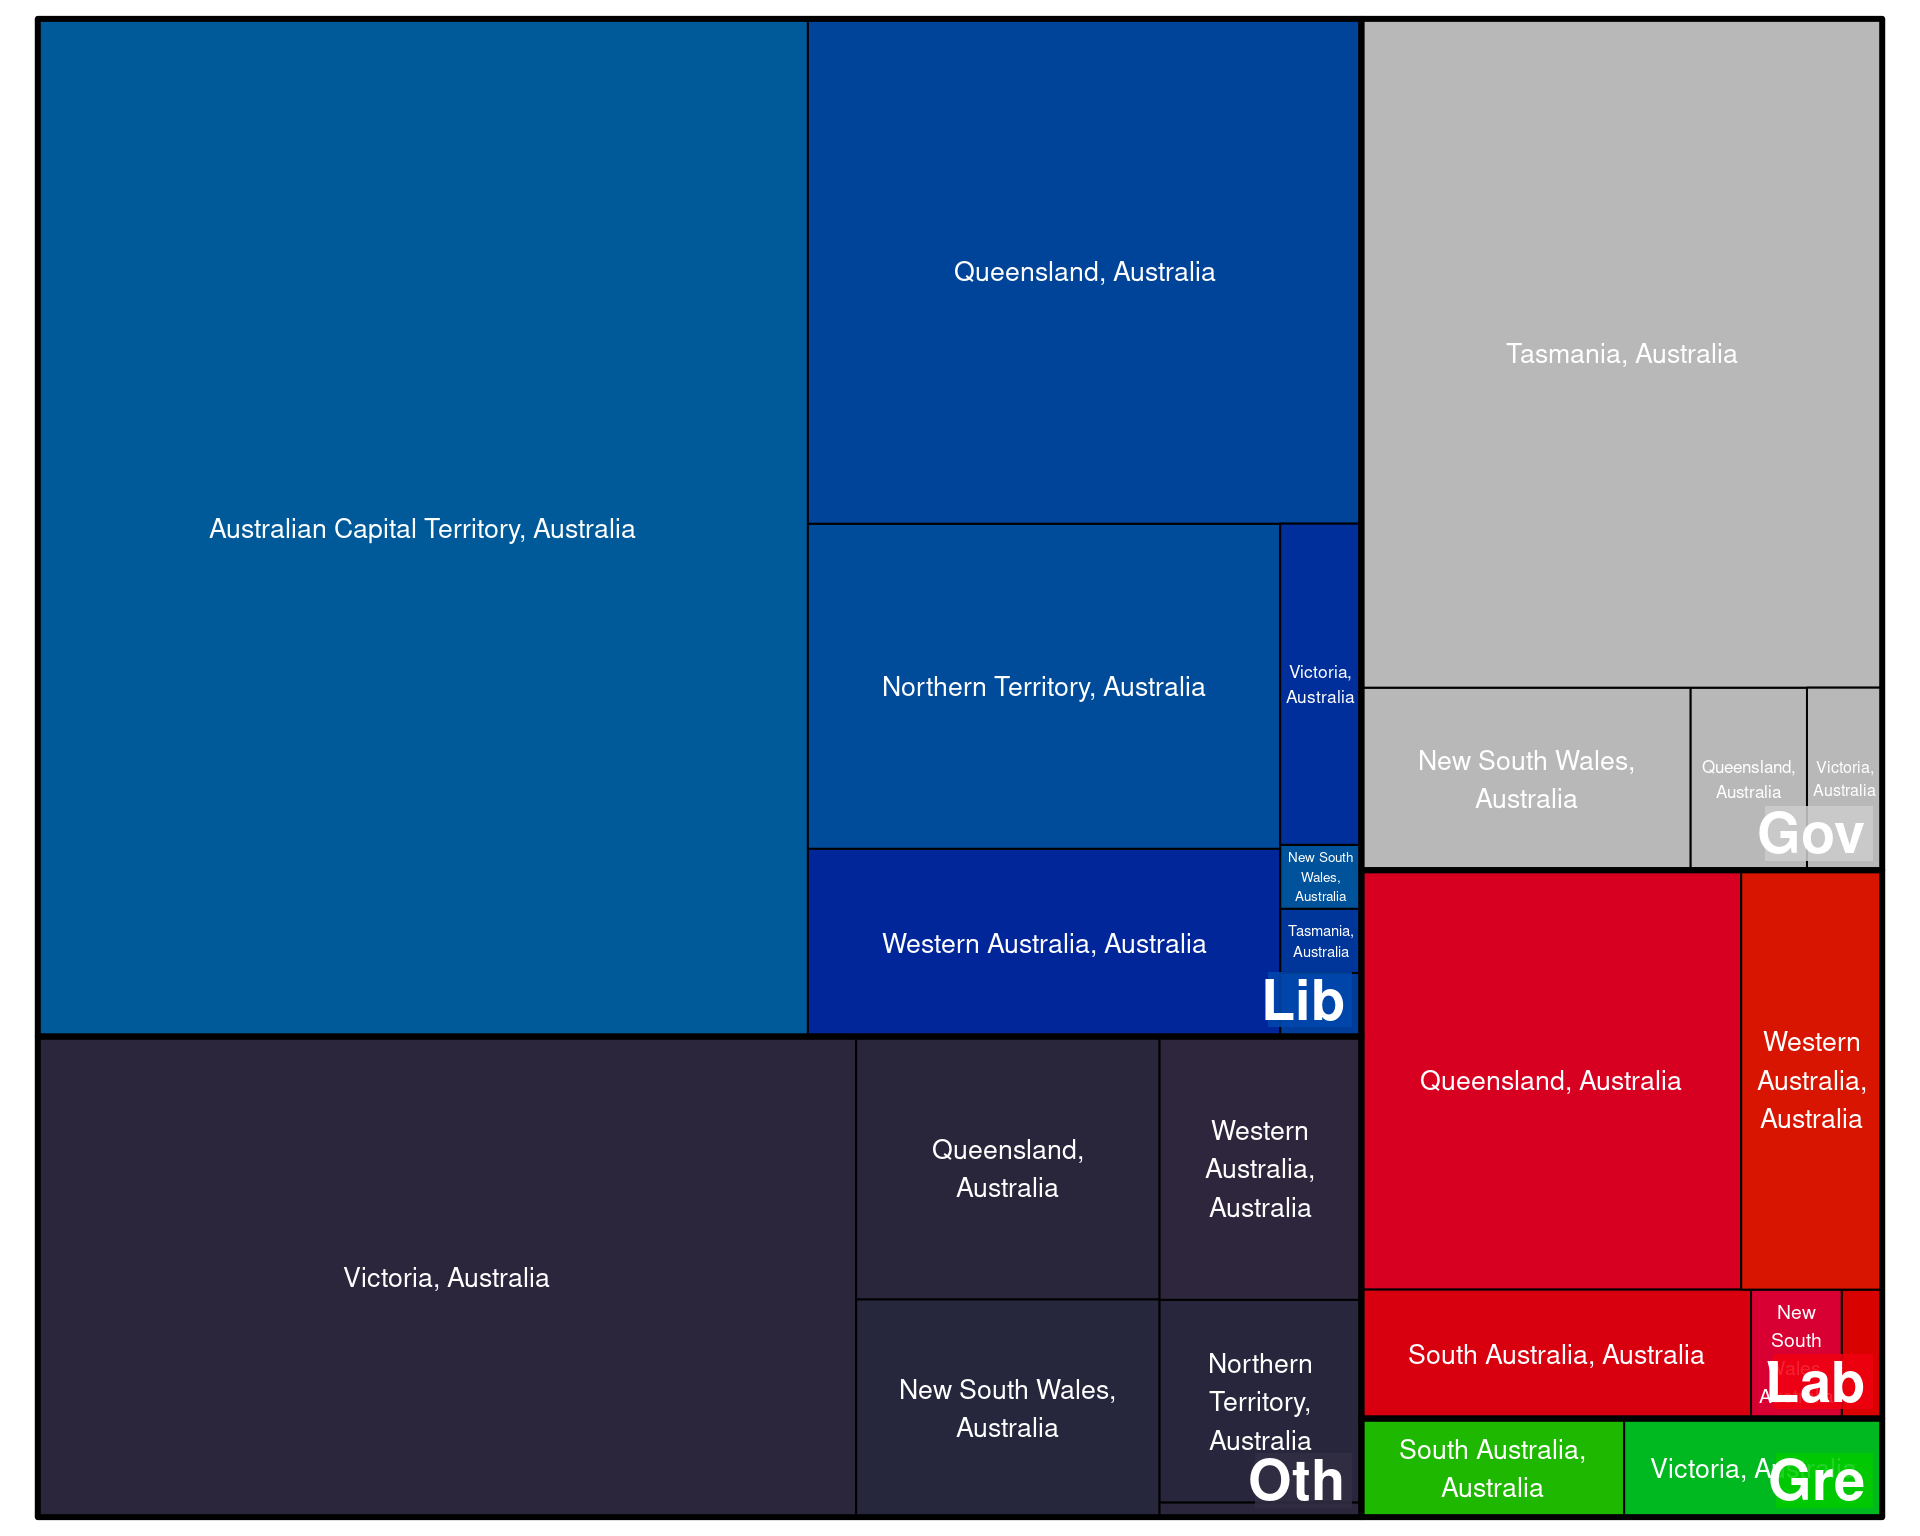 Australian Capital Territory, Australia
Queensland, Australia
Northern Territory, Australia
Victoria,
Australia
Western Australia, Australia
New South
Wales,
Australia
Tasmania,
Australia
Lib
Tasmania, Australia
New South Wales,
Australia
Queensland,
Australia
Victoria,
Australia
Gov
Victoria, Australia
Queensland,
Australia
Western
Australia,
Australia
New South Wales,
Australia
Northern
Territory,
Australia
Oth
Queensland, Australia
Western
Australia,
Australia
South Australia, Australia
New
South
Wales,
Lab
South Australia,
Australia
Victoria, Australia
Gre